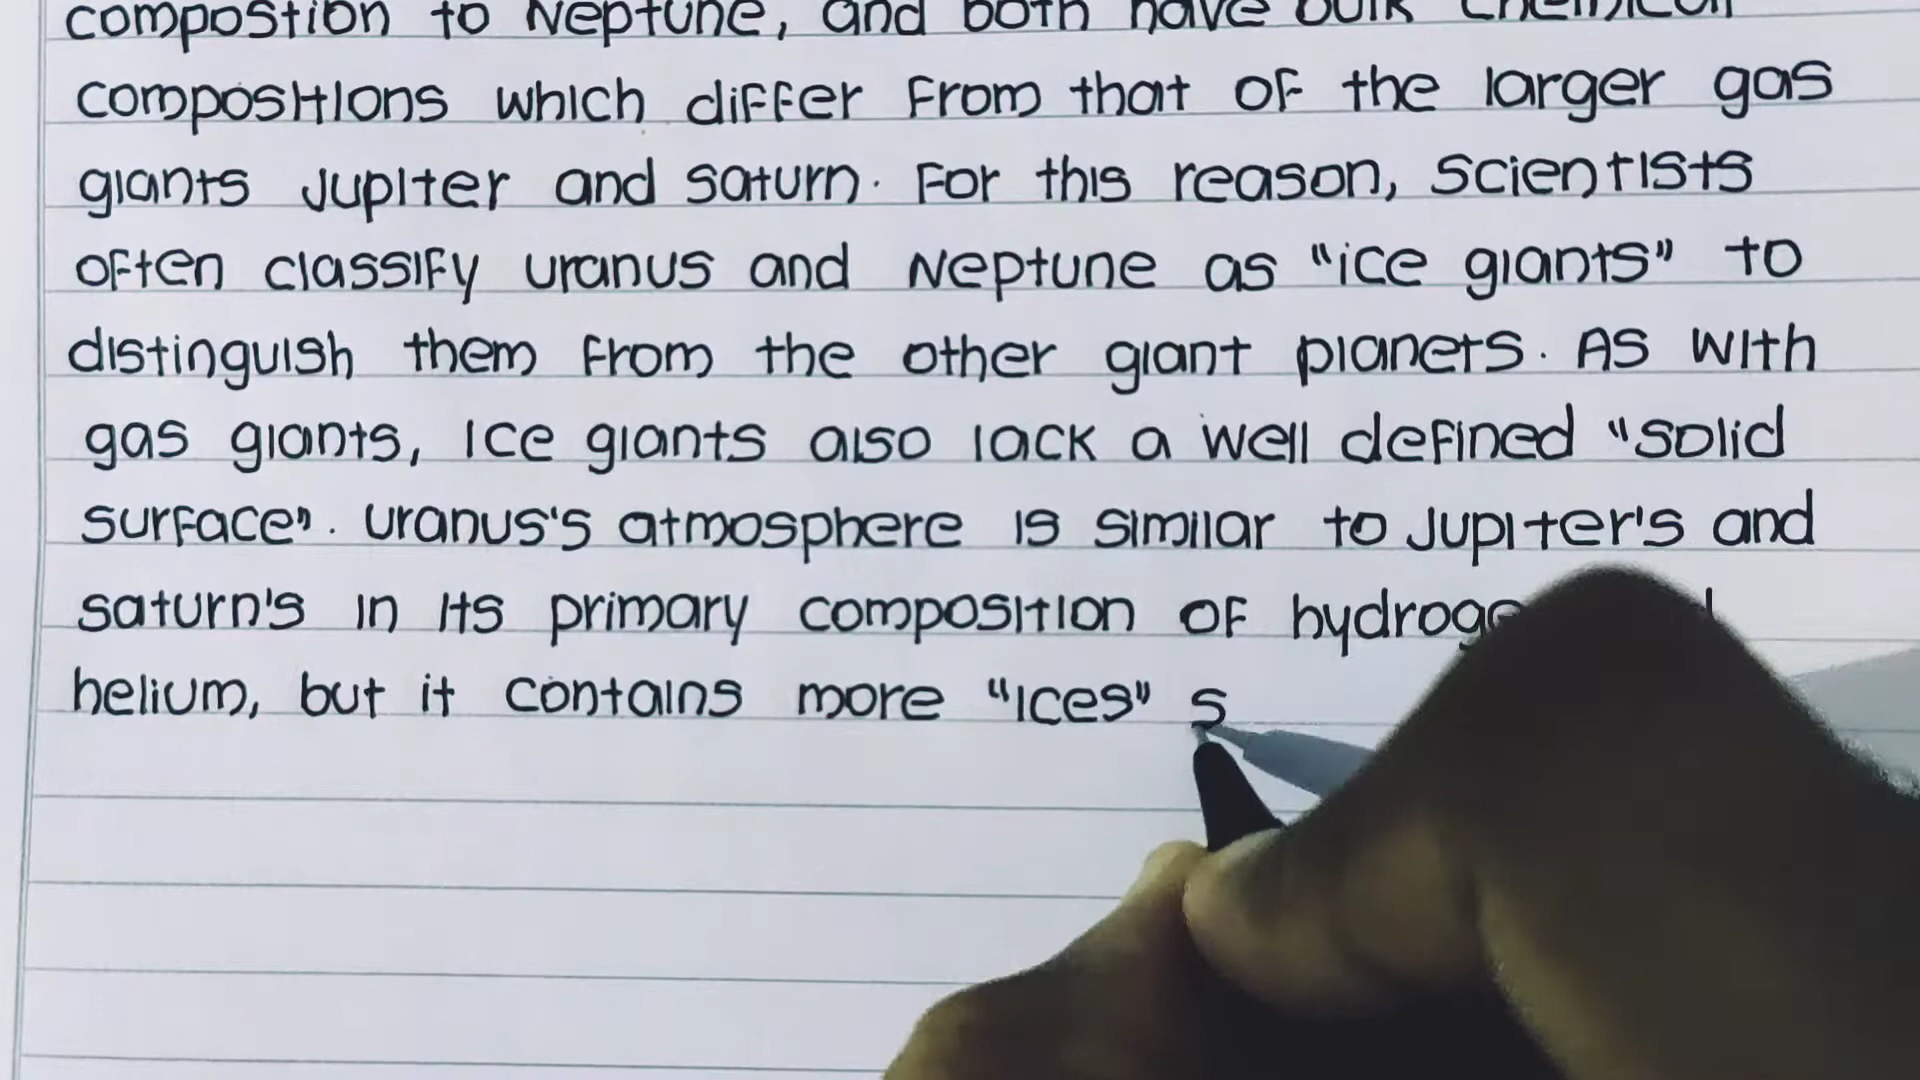 compostion to Neptune, and both have bulk chemical
compositions which differ from that of the larger gas
giants Jupiter and saturn. For this reason, scientists
often classify uranus and Neptune as "ice giants" to
distinguish them from the other giant planets. As with
gas giants, Ice giants also lack a well defined "solid
surface". uranus's atmosphere is similar to Jupiter's and
saturn's in its primary composition of
helium, but it contains more "Ices" s